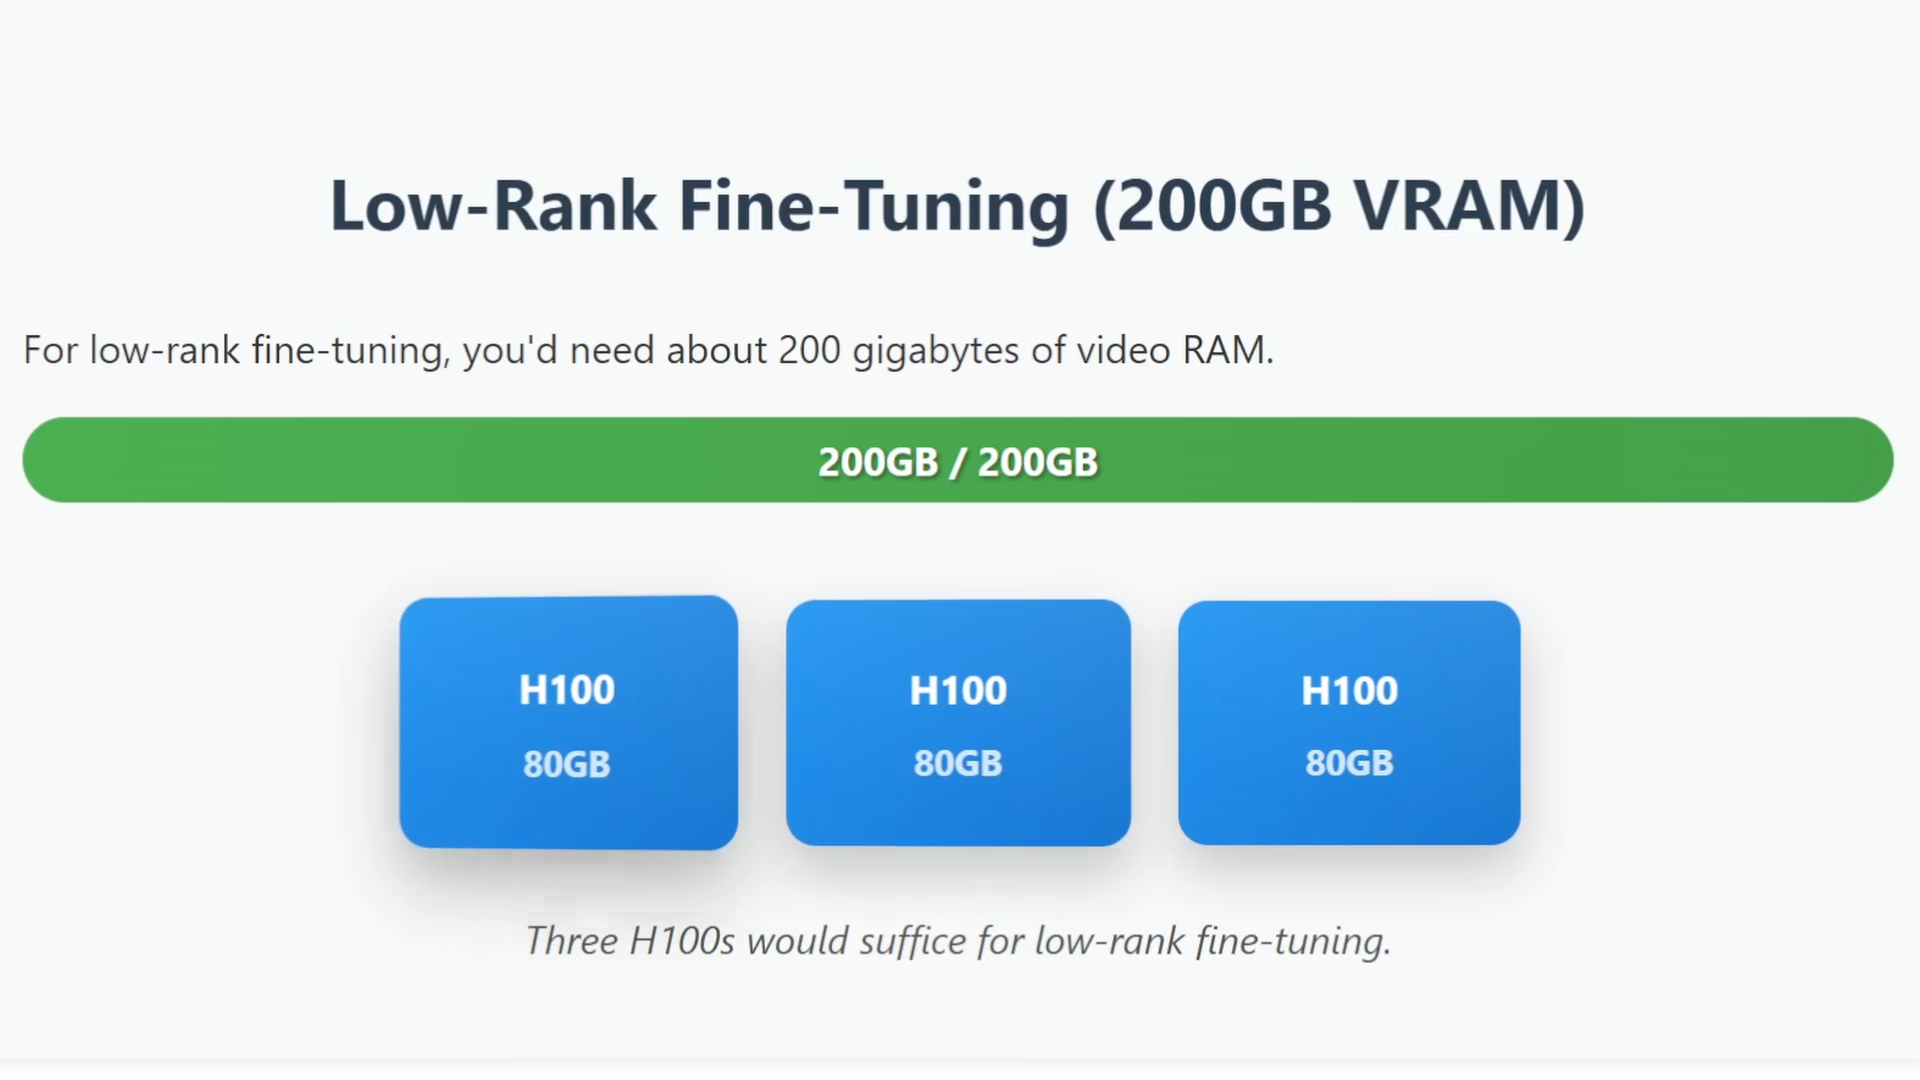 Low-Rank Fine-Tuning (200GB VRAM)
For low-rank fine-tuning, you'd need about 200 gigabytes of video RAM.
200GB / 200GB
H100
80GB
H100
80GB
H100
80GB
Three H100s would suffice for low-rank fine-tuning.